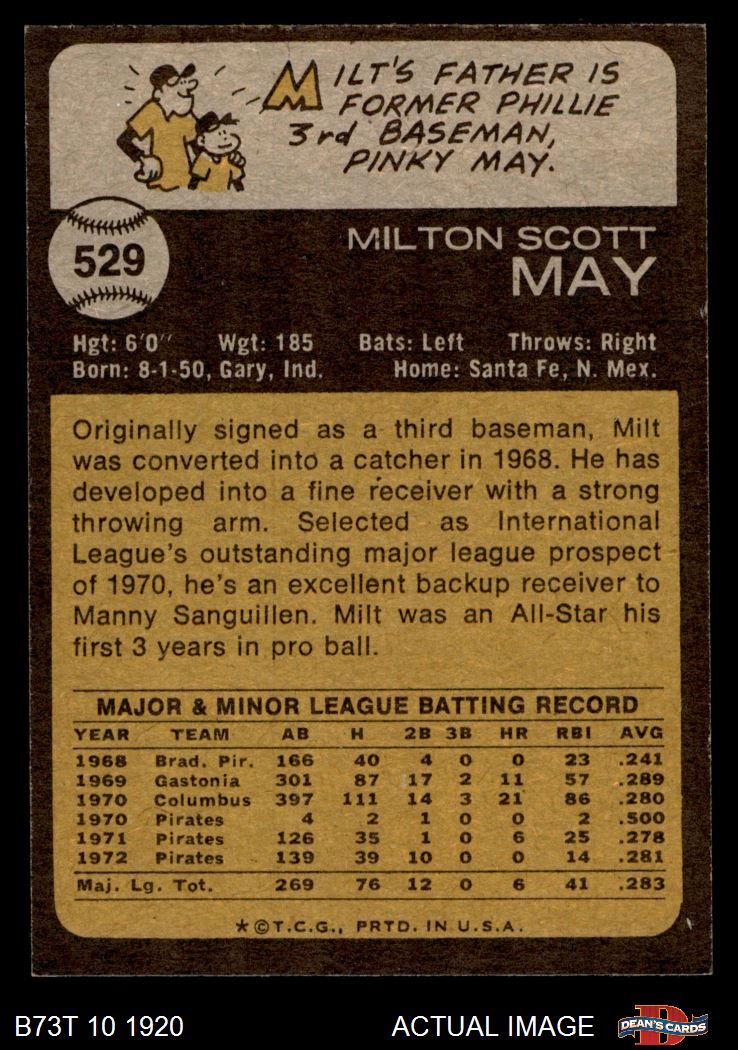 MILT'S FATHER IS
FORMER PHILLIE
3rd BASEMAN,
PINKY MAY.
529
MILTON SCOTT
MAY
Hgt: 6'0" Wgt: 185 Bats: Left Throws: Right
Born: 8-1-50, Gary, Ind. Home: Santa Fe, N. Mex.
Originally signed as a third baseman, Milt
was converted into a catcher in 1968. He has
developed into a fine receiver with a strong
throwing arm. Selected as International
League's outstanding major league prospect
of 1970, he's an excellent backup receiver to
Manny Sanguillen. Milt was an All-Star his
first 3 years in pro ball.
MAJOR & MINOR LEAGUE BATTING RECORD
YEAR TEAM AB H 2B 3B HR RBI AVG
1968 Brad. Pir. 166 40 4 0 0 23 .241
1969 Gastonia 301 87 17 2 11 57 .289
1970 Columbus 397 111 14 3 21 86 .280
1970 Pirates 4 2 1 0 0 2 .500
1971 Pirates 126 35 1 0 6 25 .278
1972 Pirates 139 39 10 0 0 14 .281
Maj. Lg. Tot. 269 76 12 0 6 41 .283
★©T.C.G., PRTD. IN U.S.A.
B73T 10 1920 ACTUAL IMAGE D DEAN'S CARDS